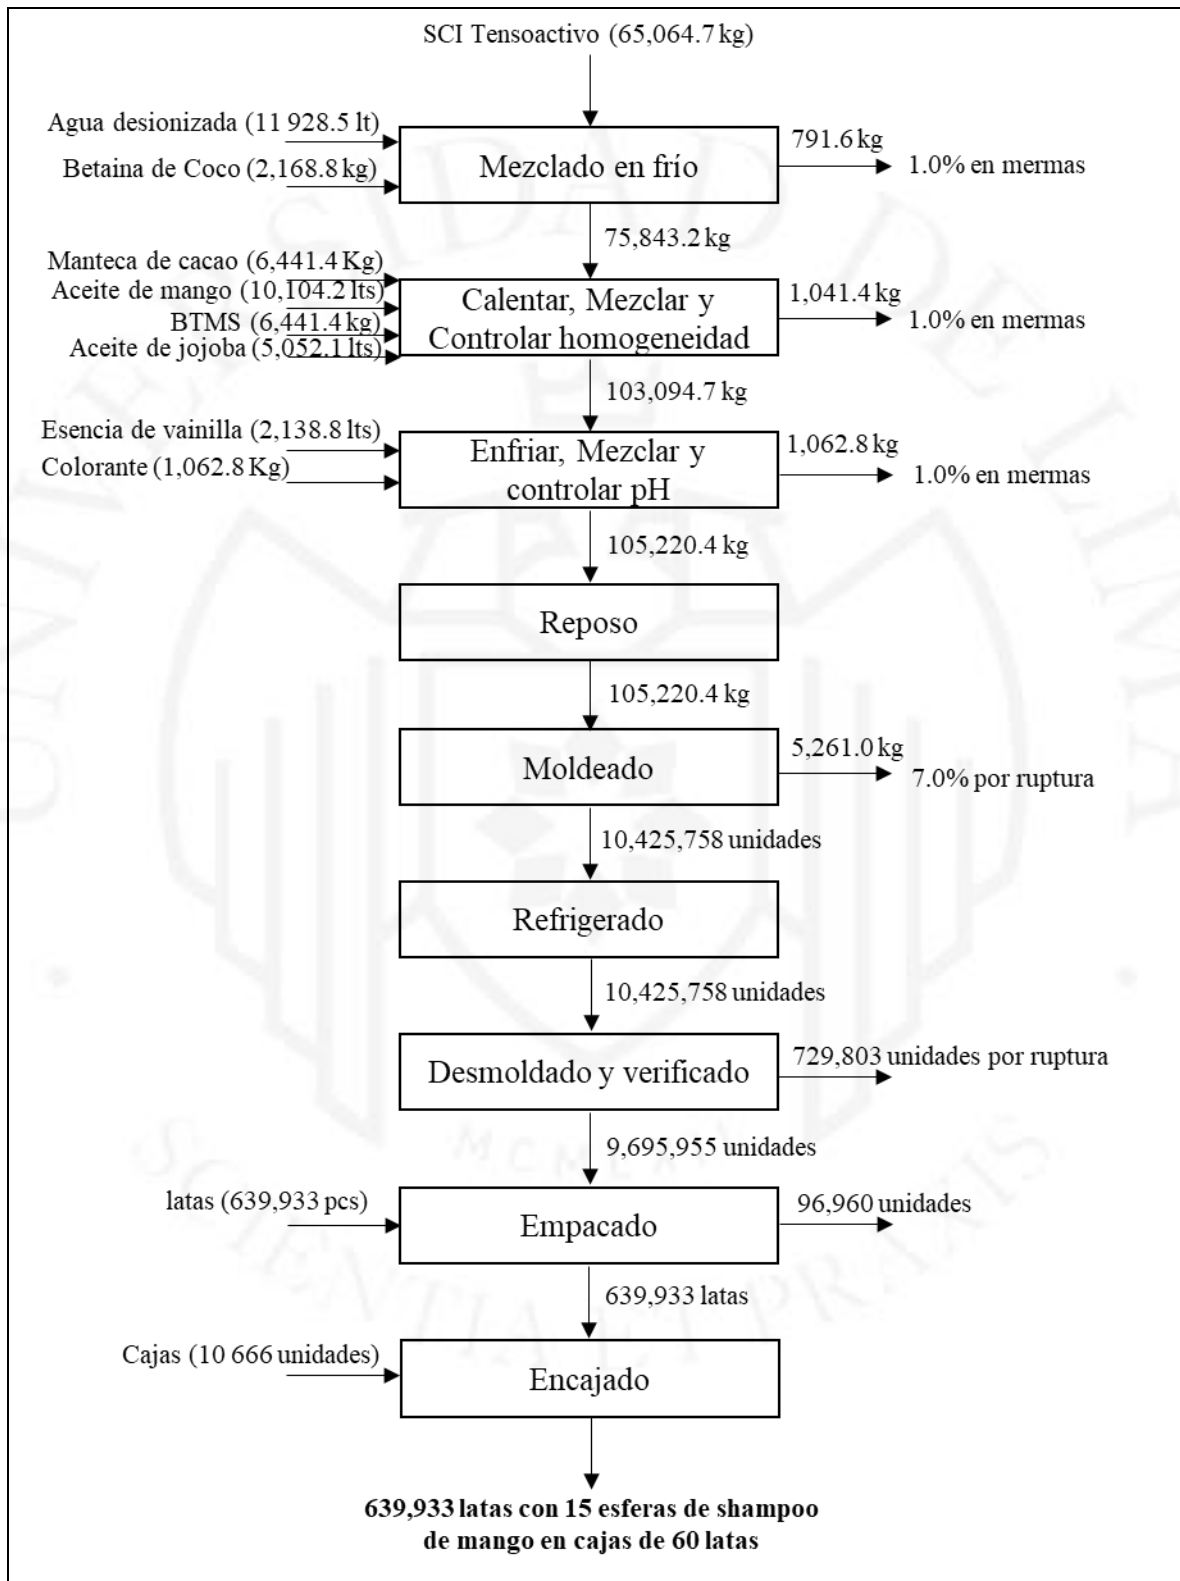 SCI Tensoactivo (65,064.7 kg)
Agua desionizada (11 928.5 lt)
Betaina de Coco (2,168.8 kg)
Mezclado en frío
791.6 kg
1.0% en mermas
75,843.2 kg
Manteca de cacao (6,441.4 Kg)
Aceite de mango (10,104.2 lts)
BTMS (6,441.4 kg)
Aceite de jojoba (5,052.1 lts)
Calentar, Mezclar y
Controlar homogeneidad
1,041.4 kg
1.0% en mermas
103,094.7 kg
Esencia de vainilla (2,138.8 lts)
Colorante (1,062.8 Kg)
Enfriar, Mezclar y
controlar pH
1,062.8 kg
1.0% en mermas
105,220.4 kg
Reposo
105,220.4 kg
Moldeado
5,261.0 kg
7.0% por ruptura
10,425,758 unidades
Refrigerado
10,425,758 unidades
Desmoldado y verificado
729,803 unidades por ruptura
9,695,955 unidades
latas (639,933 pcs)
Empacado
96,960 unidades
639,933 latas
Cajas (10 666 unidades)
Encajado
639,933 latas con 15 esferas de shampoo
de mango en cajas de 60 latas
UNIVERSIDAD DE LIMA
SCIENTIA ET PRAXIS